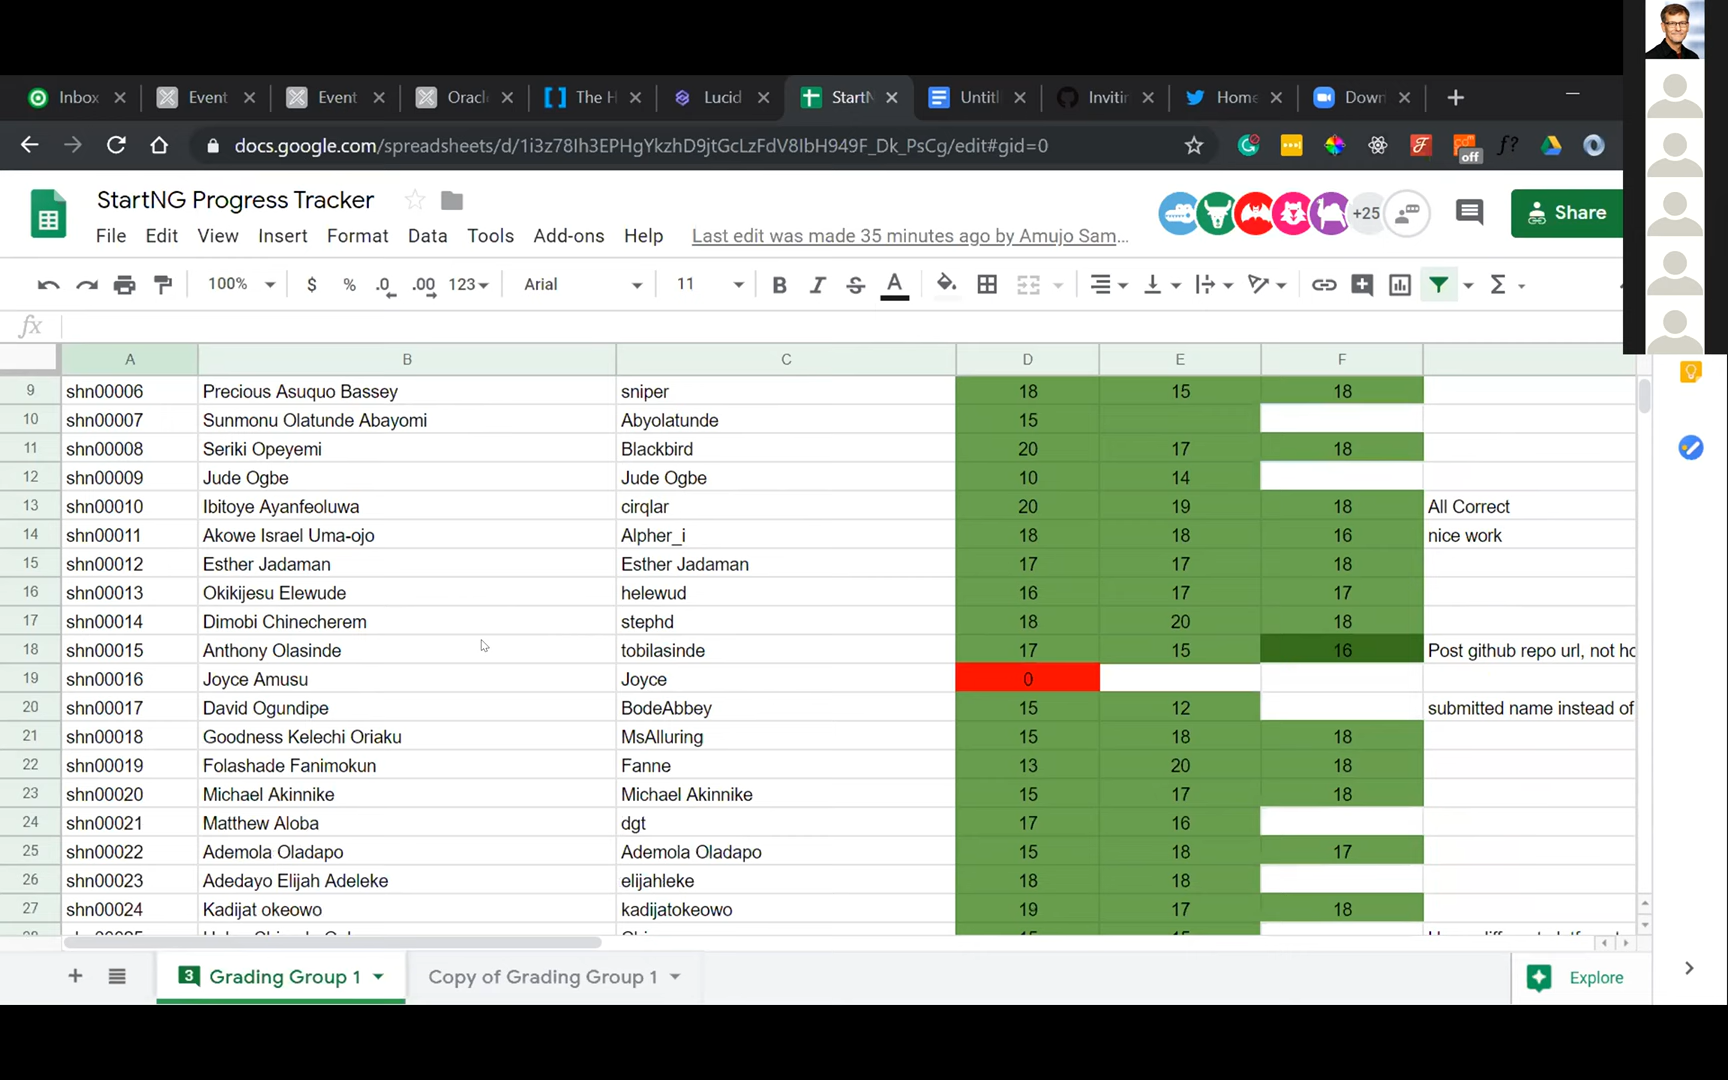 Inbox Event Event Oracl The H Lucid StartN Untitl Invitin Home Down
docs.google.com/spreadsheets/d/1i3z78Ih3EPHgYkzhD9jtGcLzFdV8IbH949F_Dk_PsCg/edit#gid=0
off f?
StartNG Progress Tracker
+25 Share
File Edit View Insert Format Data Tools Add-ons Help Last edit was made 35 minutes ago by Amujo Sam...
100% $ % .0 .00 123 Arial 11 B I S A Σ
fx
A B C D E F
9 shn00006 Precious Asuquo Bassey sniper 18 15 18
10 shn00007 Sunmonu Olatunde Abayomi Abyolatunde 15
11 shn00008 Seriki Opeyemi Blackbird 20 17 18
12 shn00009 Jude Ogbe Jude Ogbe 10 14
13 shn00010 Ibitoye Ayanfeoluwa cirqlar 20 19 18 All Correct
14 shn00011 Akowe Israel Uma-ojo Alpher_i 18 18 16 nice work
15 shn00012 Esther Jadaman Esther Jadaman 17 17 18
16 shn00013 Okikijesu Elewude helewud 16 17 17
17 shn00014 Dimobi Chinecherem stephd 18 20 18
18 shn00015 Anthony Olasinde tobilasinde 17 15 16 Post github repo url, not ho
19 shn00016 Joyce Amusu Joyce 0
20 shn00017 David Ogundipe BodeAbbey 15 12 submitted name instead of
21 shn00018 Goodness Kelechi Oriaku MsAlluring 15 18 18
22 shn00019 Folashade Fanimokun Fanne 13 20 18
23 shn00020 Michael Akinnike Michael Akinnike 15 17 18
24 shn00021 Matthew Aloba dgt 17 16
25 shn00022 Ademola Oladapo Ademola Oladapo 15 18 17
26 shn00023 Adedayo Elijah Adeleke elijahleke 18 18
27 shn00024 Kadijat okeowo kadijatokeowo 19 17 18
3 Grading Group 1 Copy of Grading Group 1 Explore